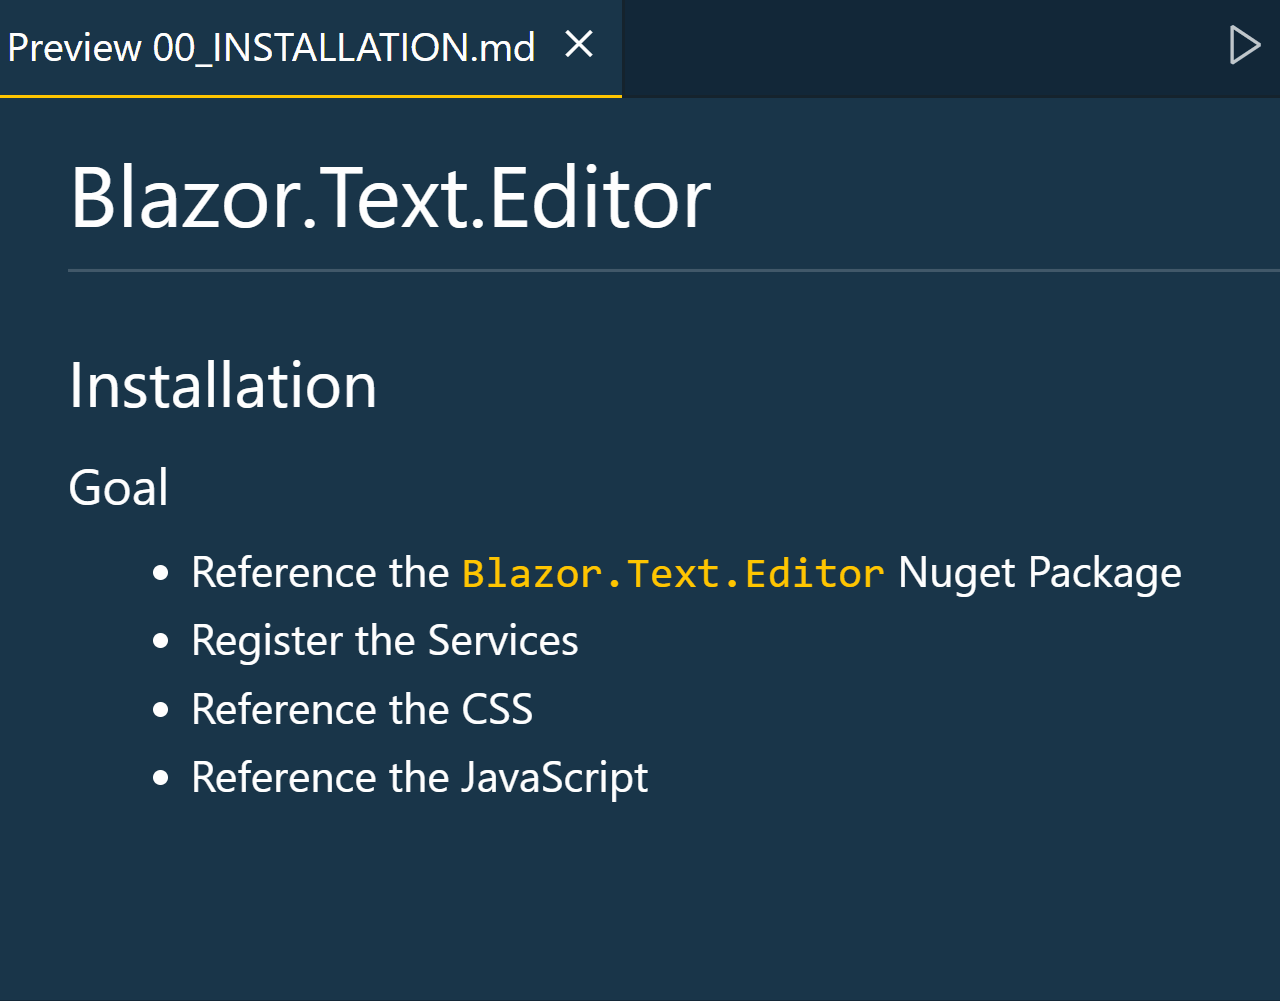 Preview 00_INSTALLATION.md
Blazor.Text.Editor
Installation
Goal
• Reference the Blazor.Text.Editor Nuget Package
• Register the Services
• Reference the CSS
• Reference the JavaScript